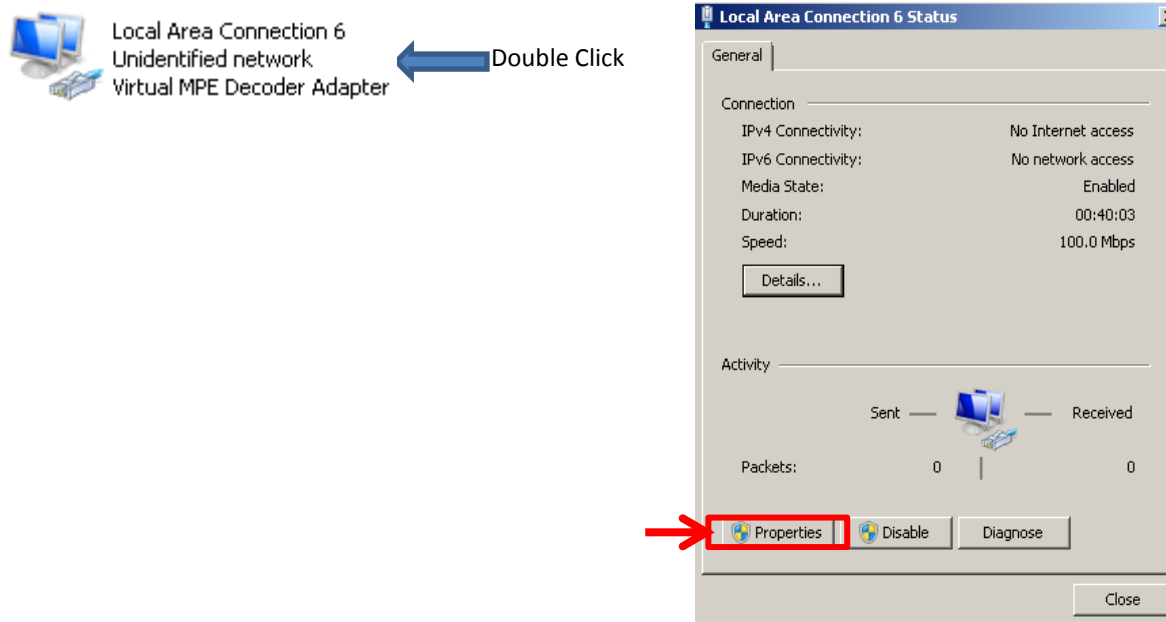 Local Area Connection 6
Unidentified network
Virtual MPE Decoder Adapter
Double Click
Local Area Connection 6 Status
General
Connection
IPv4 Connectivity: No Internet access
IPv6 Connectivity: No network access
Media State: Enabled
Duration: 00:40:03
Speed: 100.0 Mbps
Details...
Activity
Sent Received
Packets: 0 0
Properties Disable Diagnose
Close